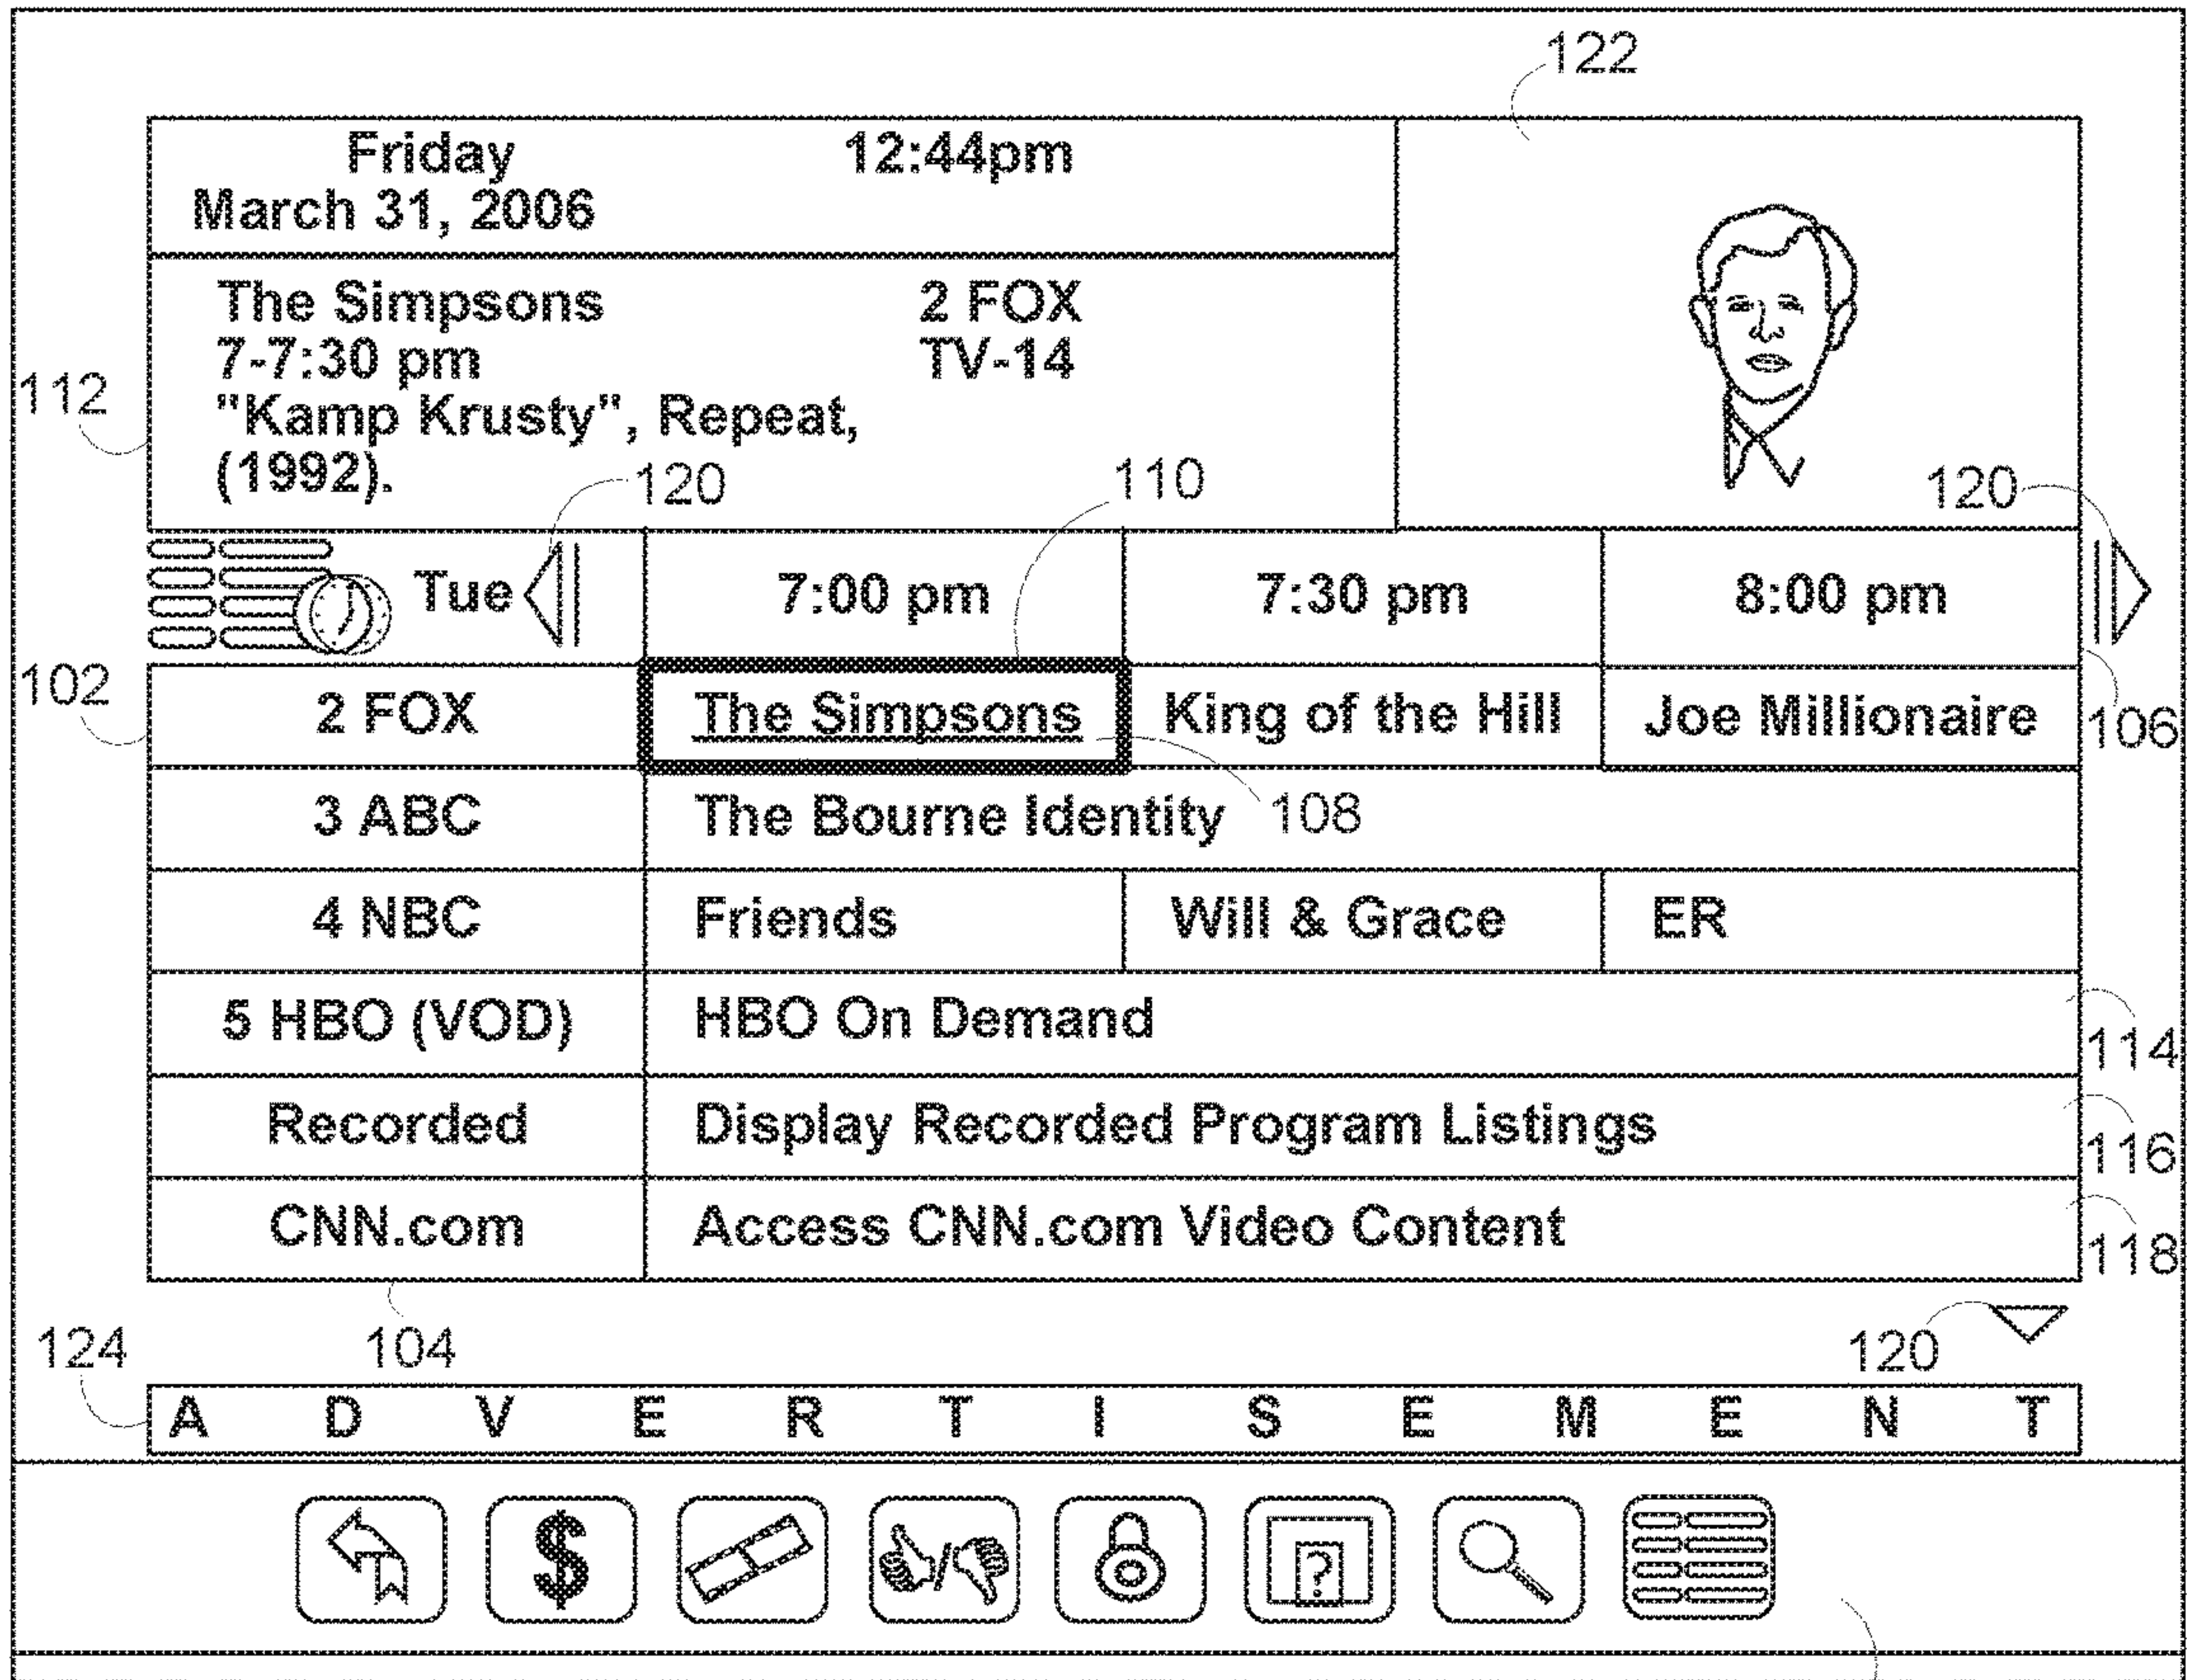 122
Friday 12:44pm
March 31, 2006
The Simpsons 2 FOX
7-7:30 pm TV-14
112
"Kamp Krusty", Repeat,
(1992).
120 110 120
Tue 7:00 pm 7:30 pm 8:00 pm
102
2 FOX The Simpsons King of the Hill Joe Millionaire
106
3 ABC The Bourne Identity 108
4 NBC Friends Will & Grace ER
5 HBO (VOD) HBO On Demand
114
Recorded Display Recorded Program Listings
116
CNN.com Access CNN.com Video Content
118
124 104 120
A D V E R T I S E M E N T
$ / ?